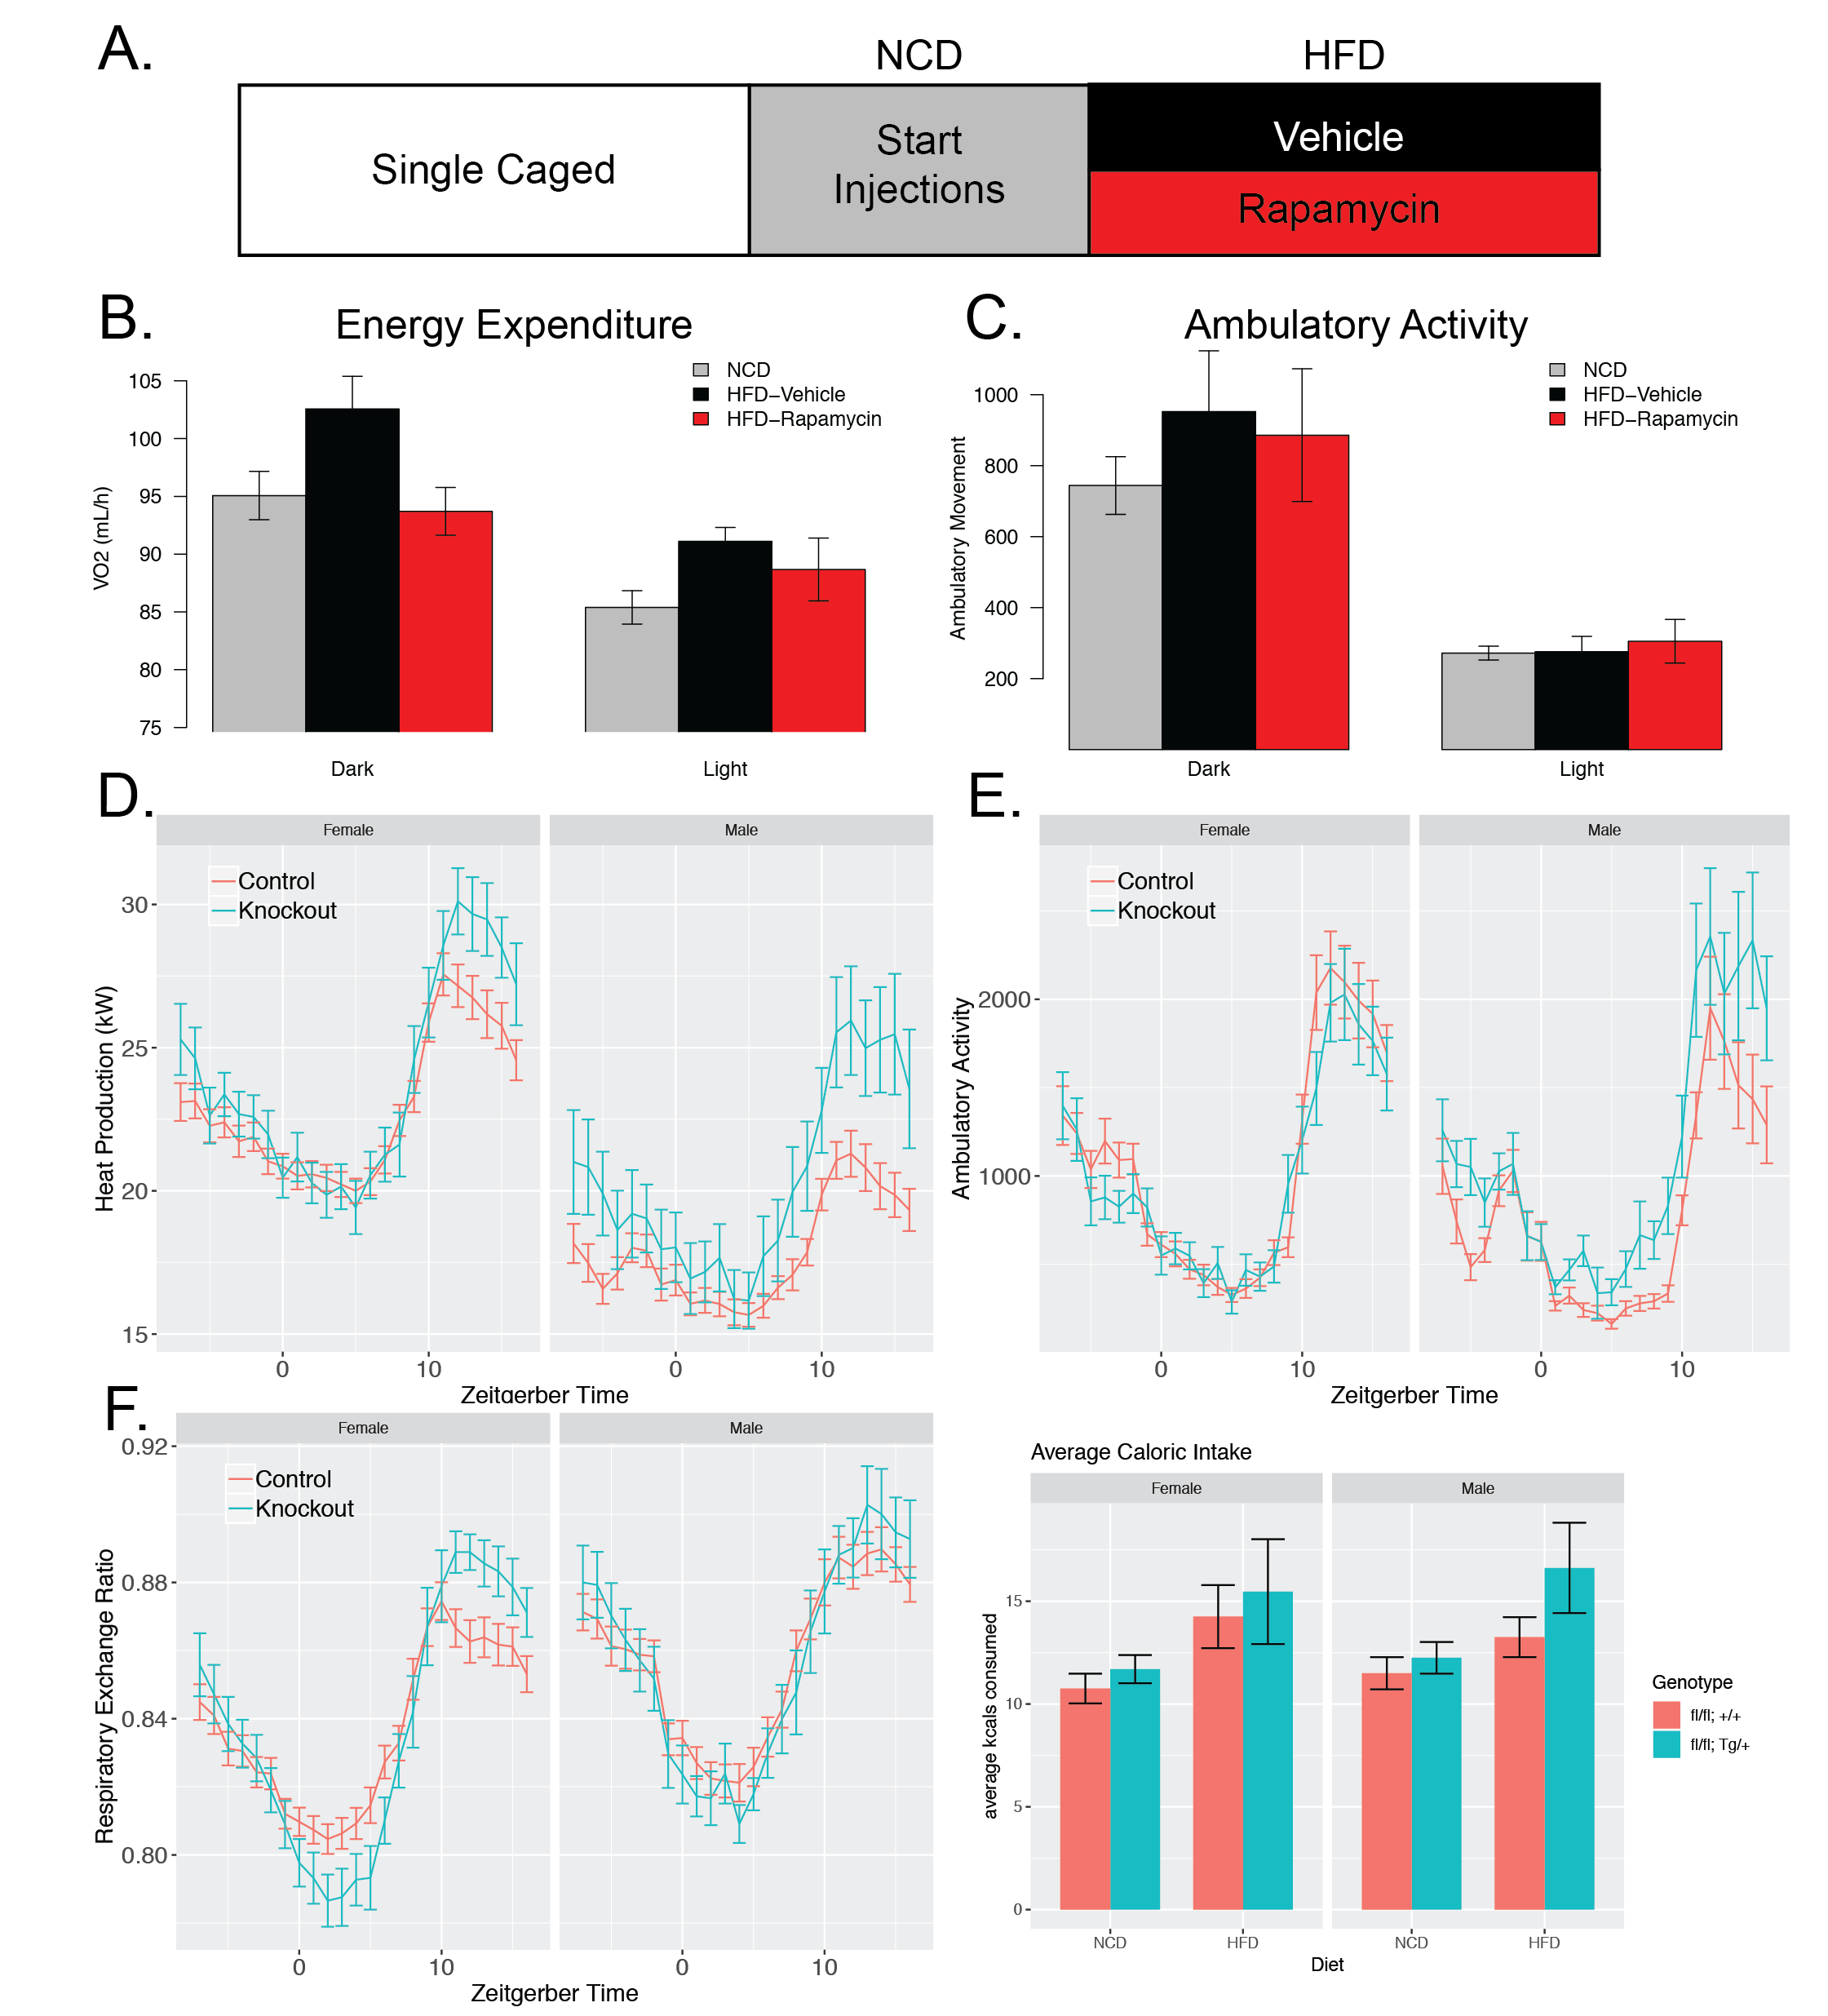 A.
NCD
HFD
Single Caged
Start
Injections
Vehicle
Rapamycin
B.
Energy Expenditure
NCD
HFD−Vehicle
HFD−Rapamycin
105
100
95
90
85
80
75
VO2 (mL/h)
Dark
Light
C.
Ambulatory Activity
NCD
HFD−Vehicle
HFD−Rapamycin
1000
800
600
400
200
Ambulatory Movement
Dark
Light
D.
Female
Male
Control
Knockout
30
25
20
15
Heat Production (kW)
0
10
0
10
Zeitgerber Time
E.
Female
Male
Control
Knockout
2000
1000
Ambulatory Activity
0
10
0
10
Zeitgerber Time
F.
Female
Male
Control
Knockout
0.92
0.88
0.84
0.80
Respiratory Exchange Ratio
0
10
0
10
Zeitgerber Time
Average Caloric Intake
Female
Male
15
10
5
0
average kcals consumed
NCD
HFD
NCD
HFD
Diet
Genotype
fl/fl; +/+
fl/fl; Tg/+